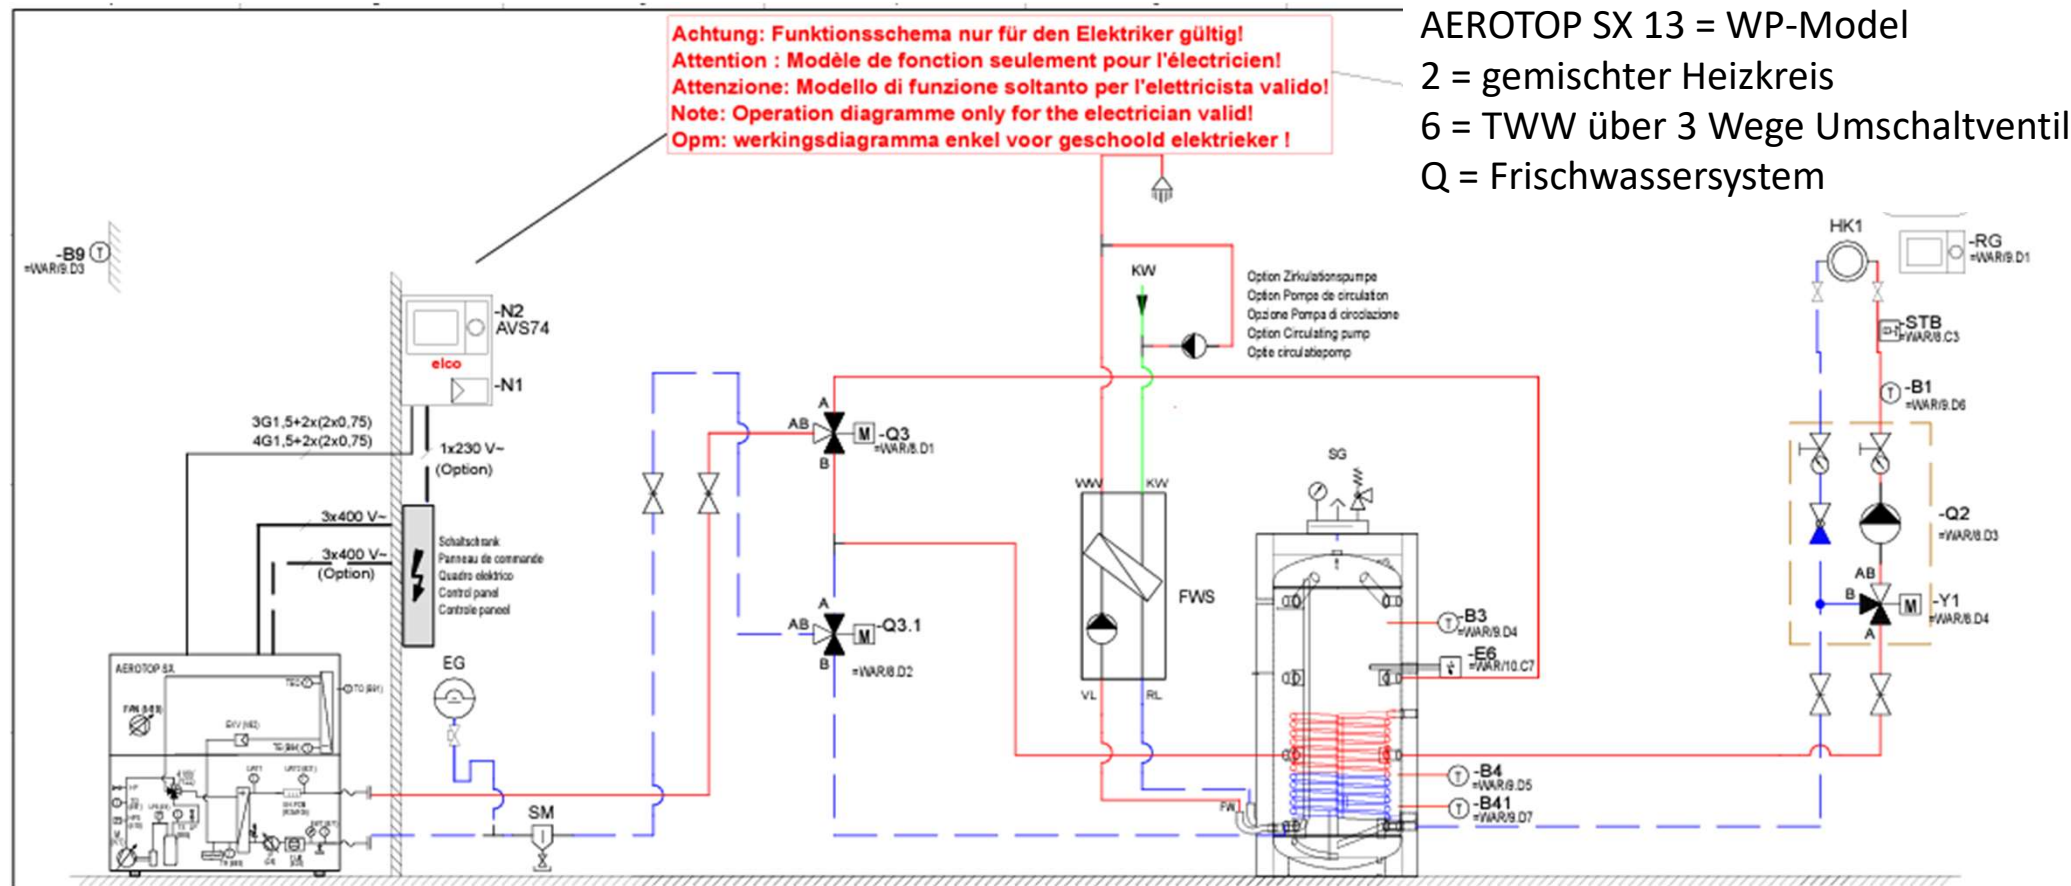 Achtung: Funktionsschema nur für den Elektriker gültig!
Attention : Modèle de fonction seulement pour l'électricien!
Attenzione: Modello di funzione soltanto per l'elettricista valido!
Note: Operation diagramme only for the electrician valid!
Opm: werkingsdiagramma enkel voor geschoold elektrieker !
AEROTOP SX 13 = WP-Model
2 = gemischter Heizkreis
6 = TWW über 3 Wege Umschaltventil
Q = Frischwassersystem
-B9
T
=WAR/9.D3
-N2
AVS74
elco
-N1
3G1,5+2x(2x0,75)
4G1,5+2x(2x0,75)
1x230 V~
(Option)
3x400 V~
3x400 V~
(Option)
Schaltschrank
Panneau de commande
Quadro elektrico
Control panel
Controle paneel
AEROTOP SX
EG
SM
A
AB
M
-Q3
=WAR/8.D1
B
A
AB
M
-Q3.1
=WAR/8.D2
B
KW
Option Zirkulationspumpe
Option Pompe de circulation
Opzione Pompa di circolazione
Option Circulating pump
Optie circulatiepomp
WW
KW
FWS
VL
RL
SG
T
-B3
=WAR/9.D4
-E6
=WAR/10.C7
T
-B4
=WAR/9.D5
T
-B41
=WAR/9.D7
FW
HK1
-RG
=WAR/9.D1
-STB
=WAR/8.C3
T
-B1
=WAR/9.D6
-Q2
=WAR/8.D3
AB
B
M
-Y1
=WAR/8.D4
A